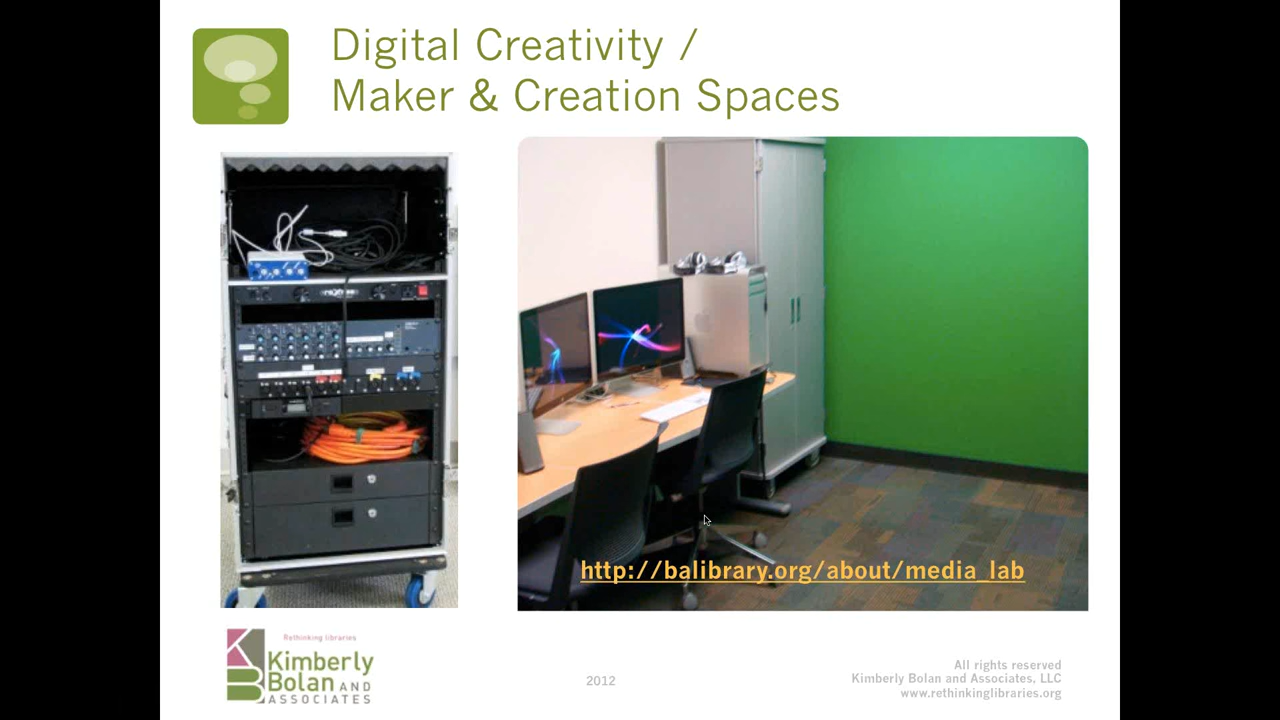 Digital Creativity /
Maker & Creation Spaces
http://balibrary.org/about/media_lab
Rethinking libraries
Kimberly
Bolan AND
ASSOCIATES
2012
All rights reserved
Kimberly Bolan and Associates, LLC
www.rethinkinglibraries.org